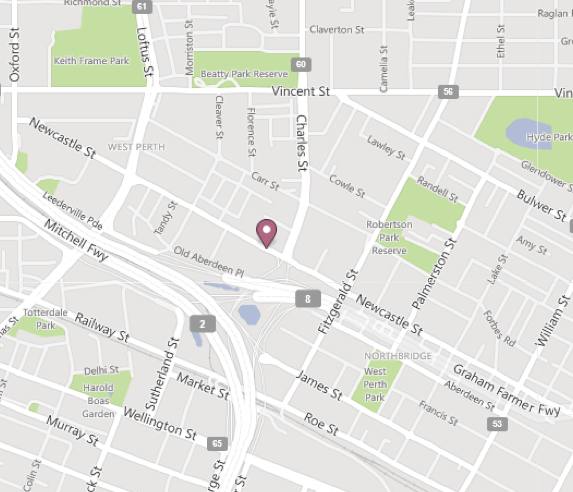 Richmond St
61
Oxford St
Loftus St
Keith Frame Park
Morriston St
Beatty Park Reserve
60
Claverton St
Camelia St
Ethel St
Raglan
Vincent St
56
Newcastle St
WEST PERTH
Cleaver St
Florence St
Charles St
Lawley St
Hyde Park
Glendower
Carr St
Cowle St
Randell St
Bulwer St
Leederville Pde
Mitchell Fwy
Tandy St
Old Aberdeen Pl
Robertson
Park
Reserve
Palmerston St
Amy St
Lake St
Totterdale
Park
Railway St
2
8
Fitzgerald St
Newcastle St
Forbes Rd
William St
NORTHBRIDGE
Delhi St
Harold
Boas
Garden
Sutherland St
Market St
James St
West
Perth
Park
Graham Farmer Fwy
Aberdeen St
Francis St
53
Wellington St
Roe St
Murray St
65
Colin St